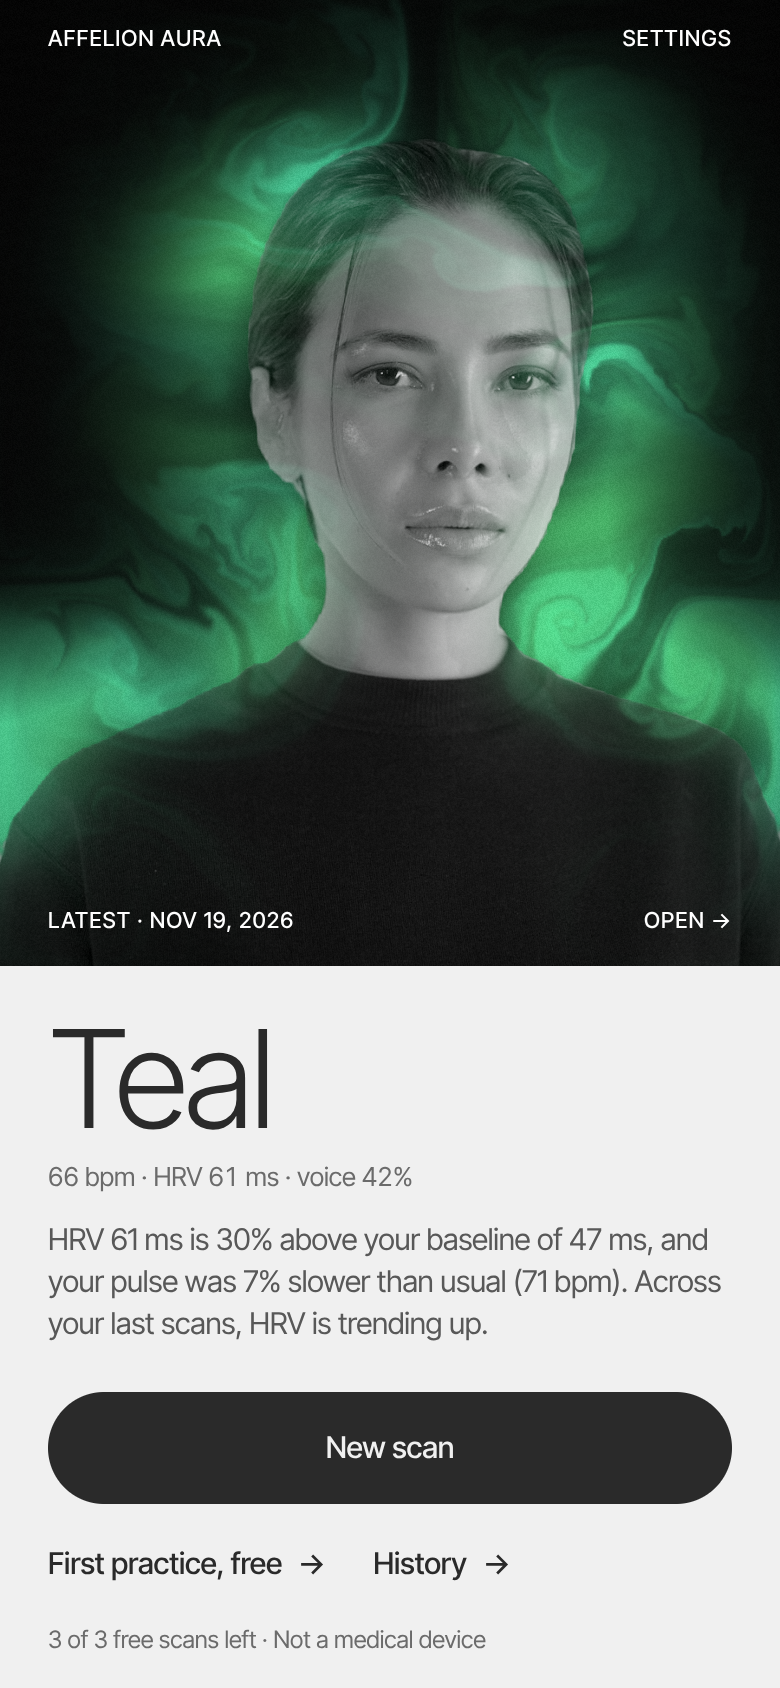 AFFELION AURA
SETTINGS
LATEST · NOV 19, 2026
OPEN →
Teal
66 bpm · HRV 61 ms · voice 42%
HRV 61 ms is 30% above your baseline of 47 ms, and
your pulse was 7% slower than usual (71 bpm). Across
your last scans, HRV is trending up.
New scan
First practice, free →
History →
3 of 3 free scans left · Not a medical device